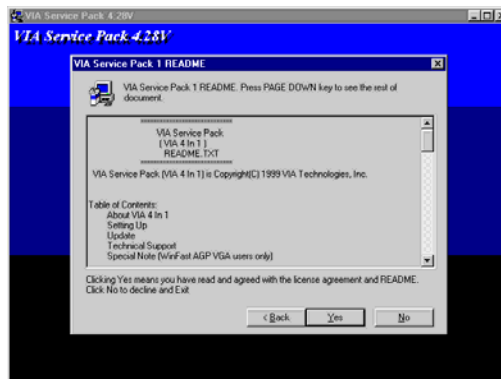 VIA Service Pack 4.28V
VIA Service Pack 4.28V
VIA Service Pack 1 README
VIA Service Pack 1 README. Press PAGE DOWN key to see the rest of
document.
==========================
VIA Service Pack
( VIA 4 In 1 )
README.TXT
==========================
VIA Service Pack (VIA 4 In 1) is Copyright(C) 1999 VIA Technologies, Inc.
Table of Contents:
About VIA 4 In 1
Setting Up
Update
Technical Support
Special Note (WinFast AGP VGA users only)
Clicking Yes means you have read and agreed with the license agreement and README.
Click No to decline and Exit
< Back
Yes
No